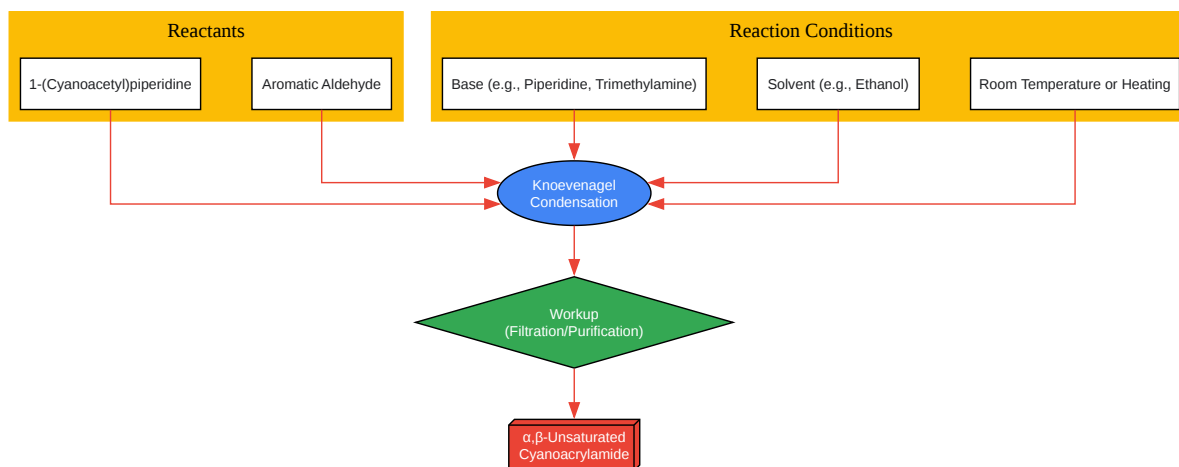 Reactants
Reaction Conditions
1-(Cyanoacetyl)piperidine
Aromatic Aldehyde
Base (e.g., Piperidine, Trimethylamine)
Solvent (e.g., Ethanol)
Room Temperature or Heating
Knoevenagel
Condensation
Workup
(Filtration/Purification)
α,β-Unsaturated
Cyanoacrylamide